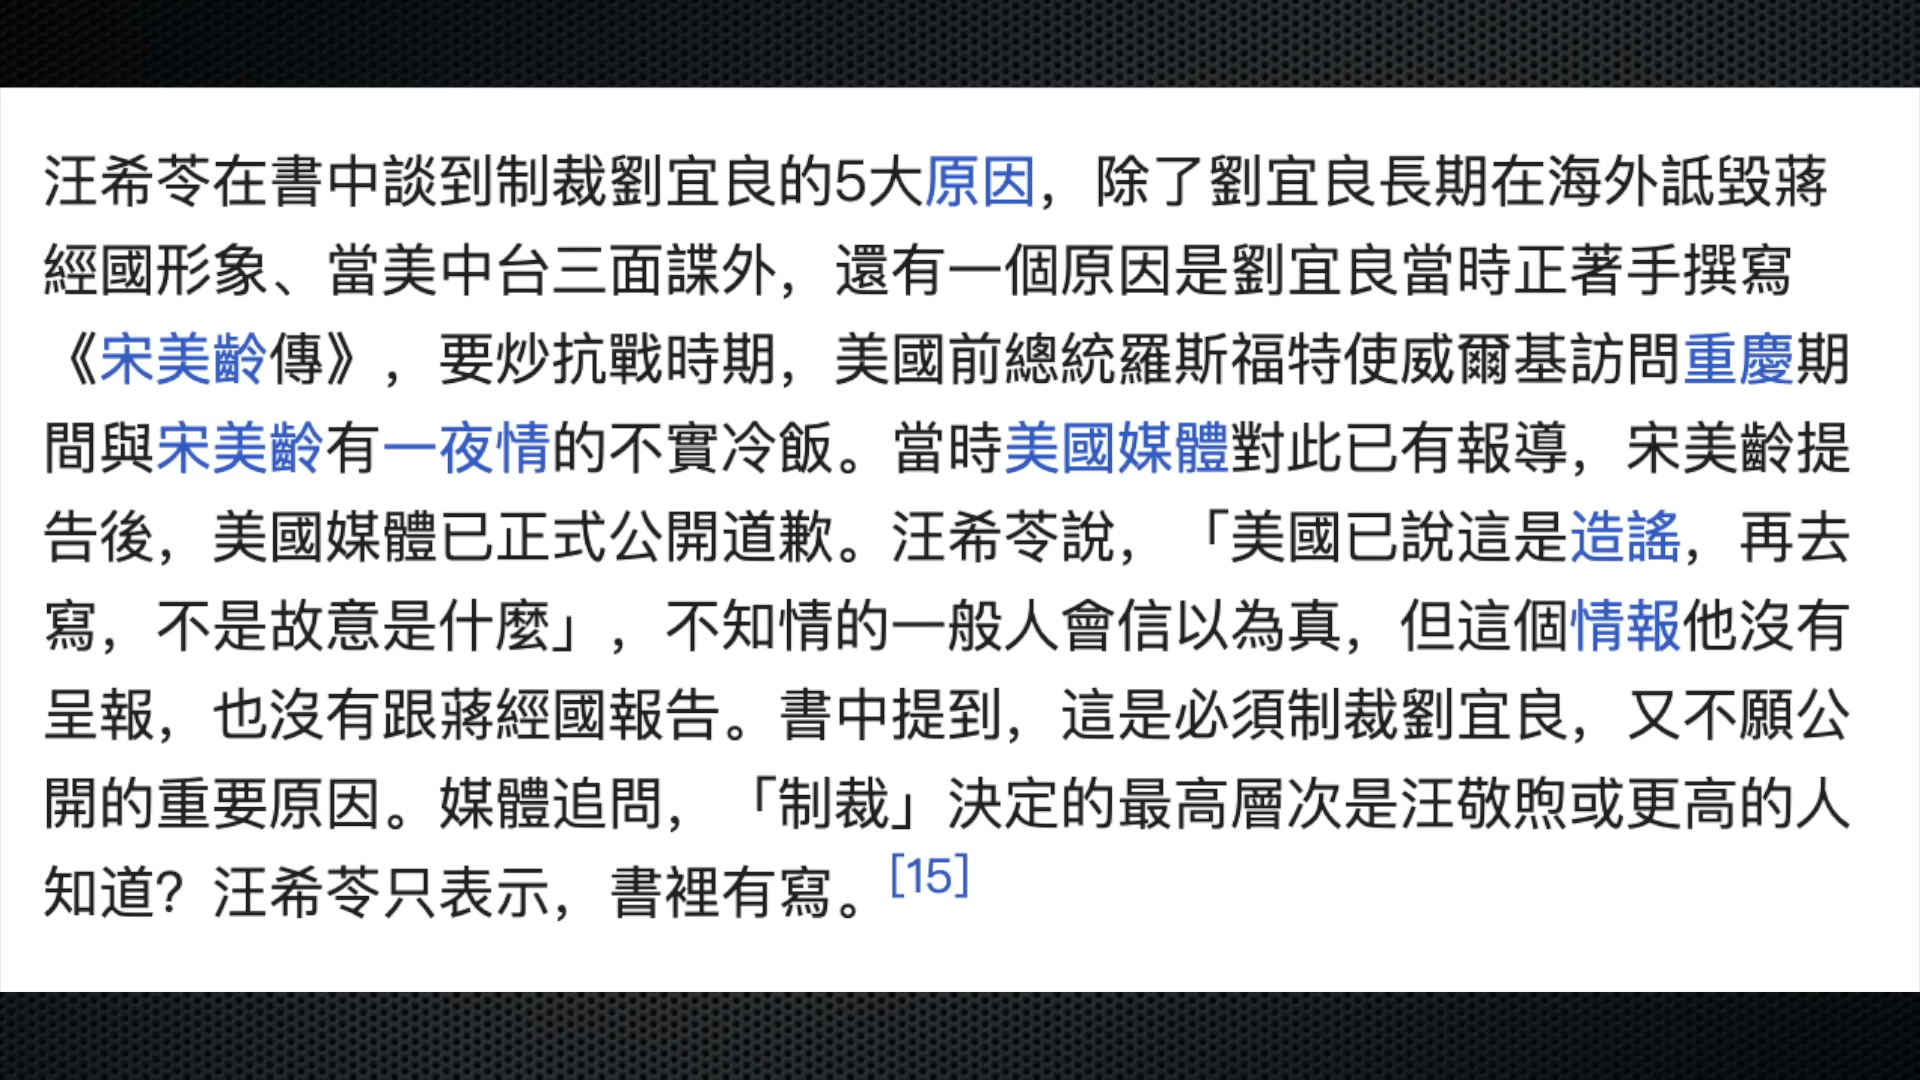 汪希苓在書中談到制裁劉宜良的5大原因，除了劉宜良長期在海外詆毀蔣
經國形象、當美中台三面諜外，還有一個原因是劉宜良當時正著手撰寫
《宋美齡傳》，要炒抗戰時期，美國前總統羅斯福特使威爾基訪問重慶期
間與宋美齡有一夜情的不實冷飯。當時美國媒體對此已有報導，宋美齡提
告後，美國媒體已正式公開道歉。汪希苓說，「美國已說這是造謠，再去
寫，不是故意是什麼」，不知情的一般人會信以為真，但這個情報他沒有
呈報，也沒有跟蔣經國報告。書中提到，這是必須制裁劉宜良，又不願公
開的重要原因。媒體追問，「制裁」決定的最高層次是汪敬煦或更高的人
知道？汪希苓只表示，書裡有寫。[15]